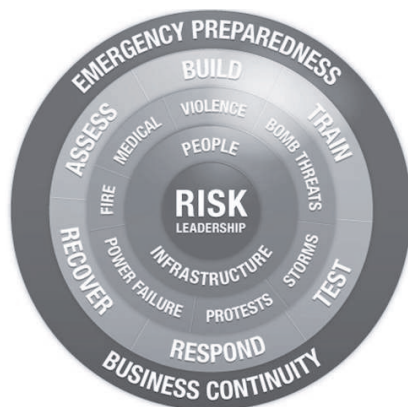 EMERGENCY PREPAREDNESS
BUILD
TRAIN
TEST
RESPOND
RECOVER
ASSESS
VIOLENCE
BOMB THREATS
STORMS
PROTESTS
POWER FAILURE
FIRE
MEDICAL
PEOPLE
INFRASTRUCTURE
RISK
LEADERSHIP
BUSINESS CONTINUITY